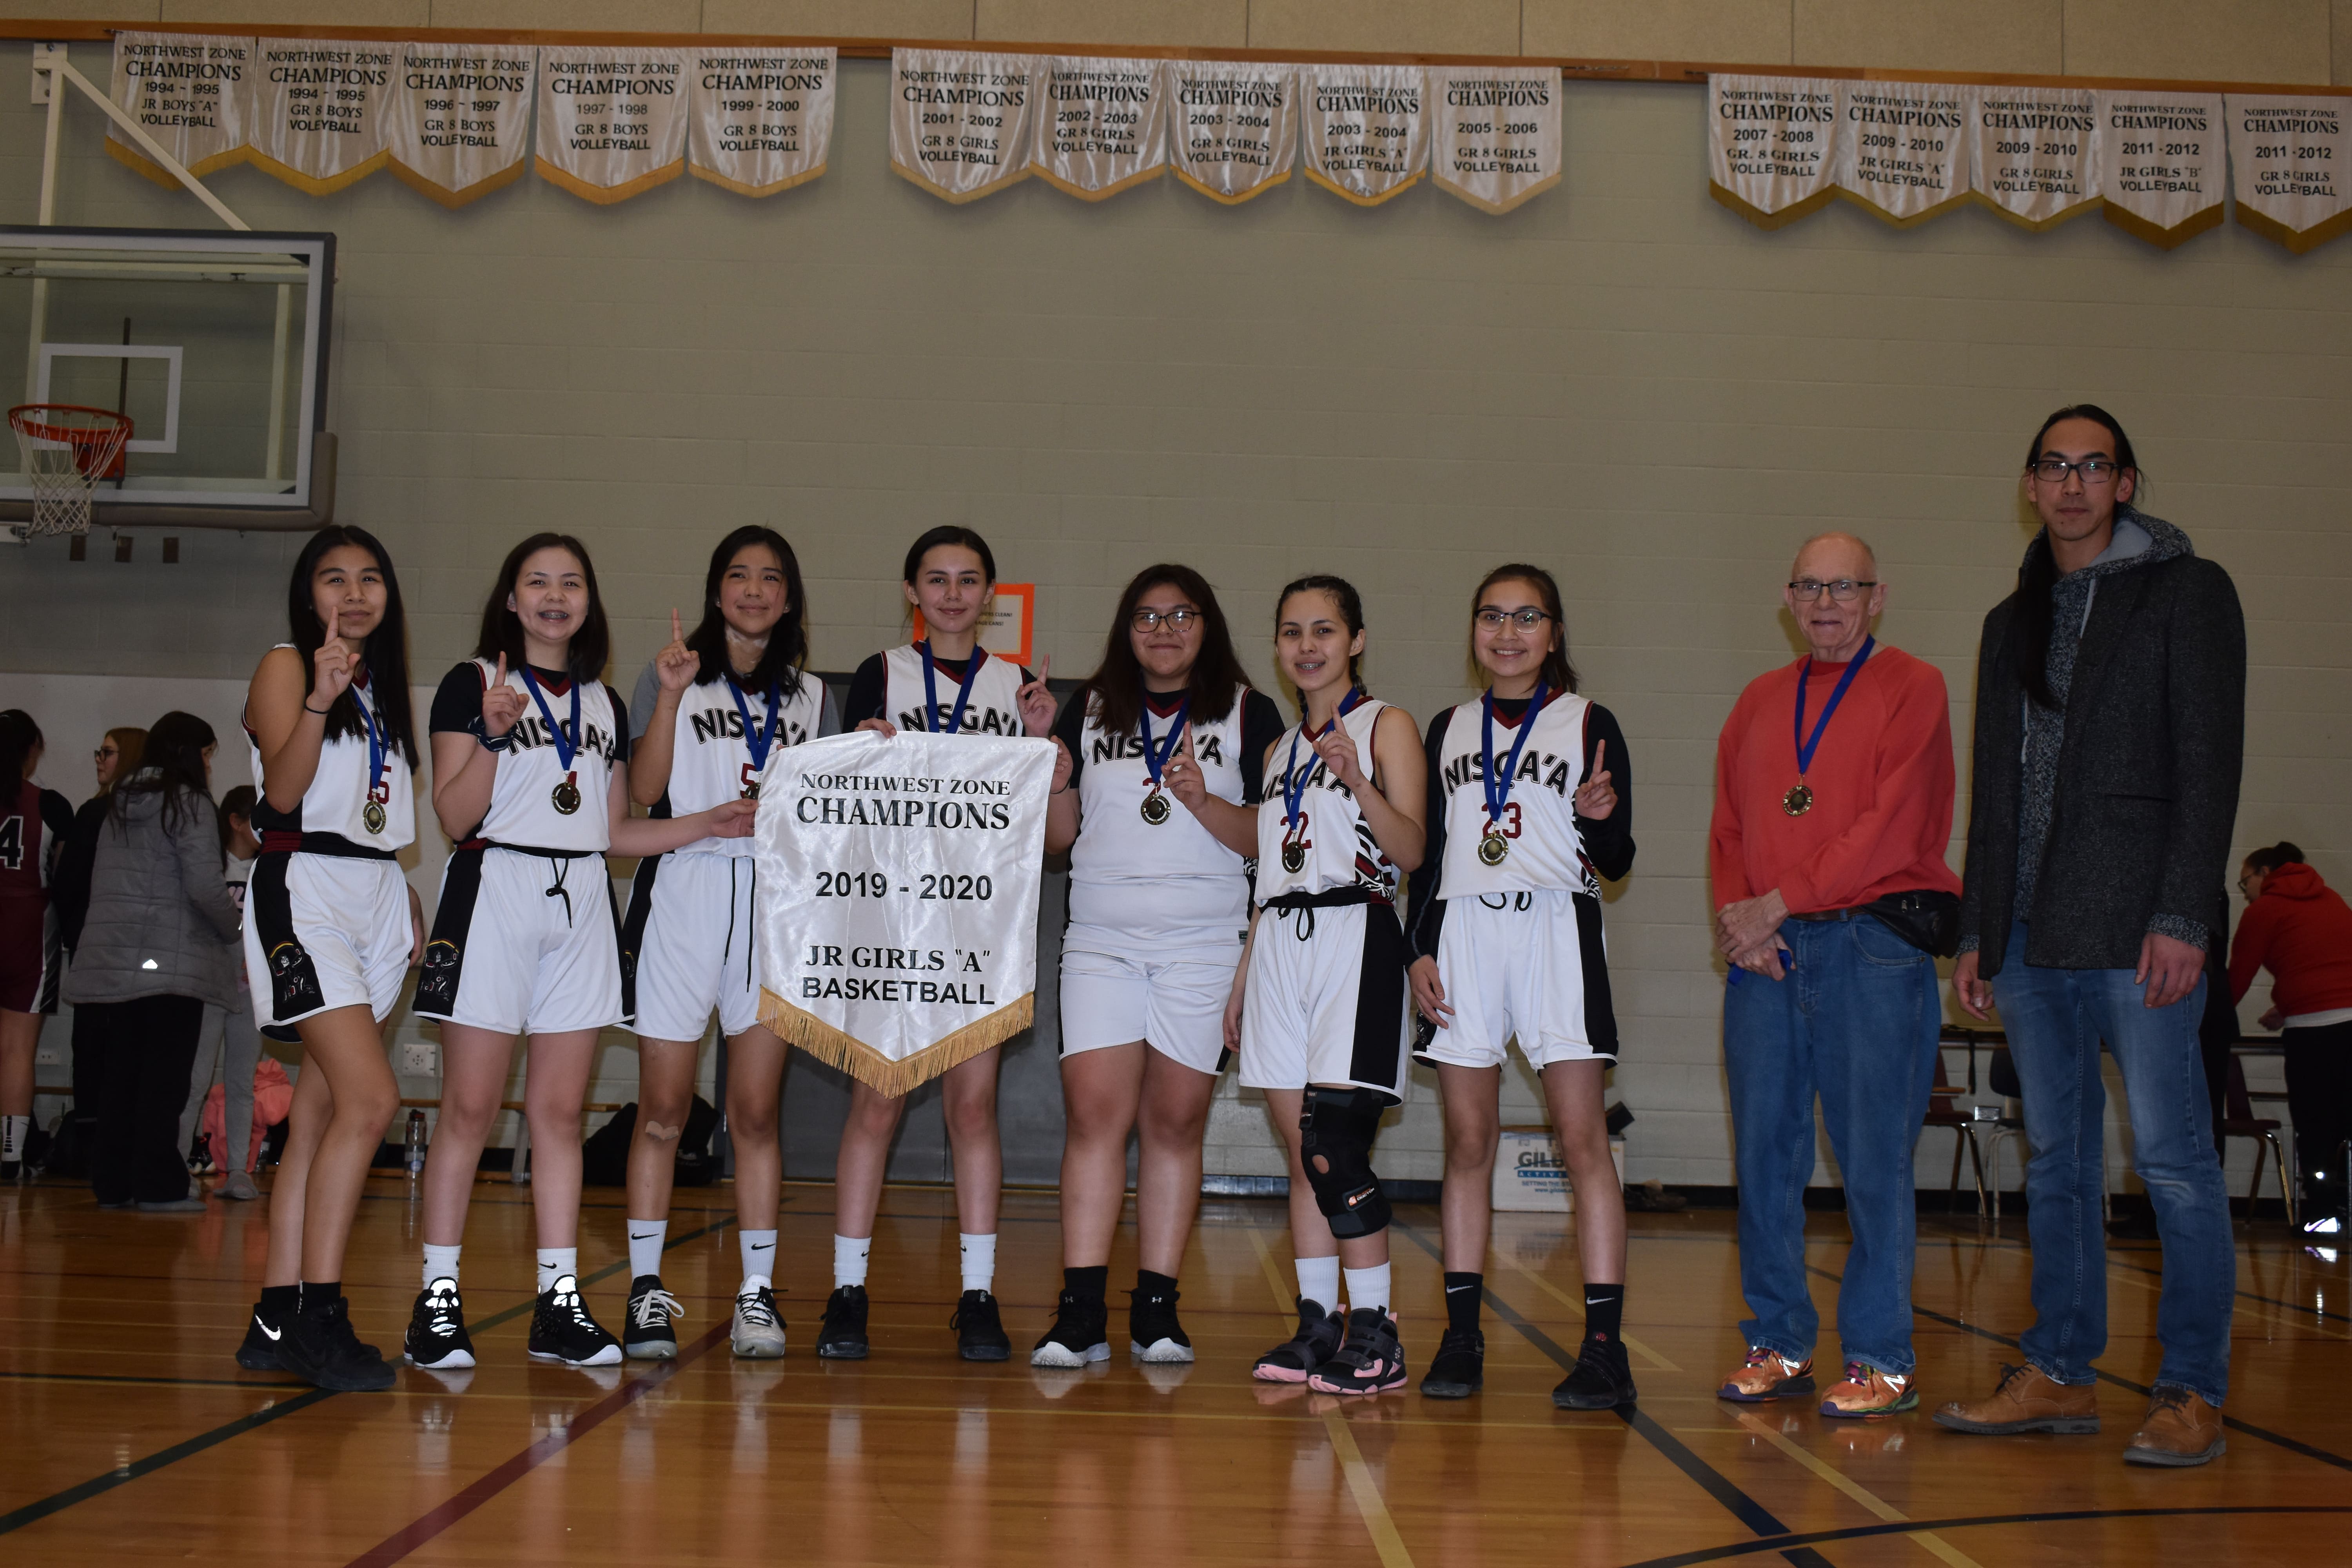 NORTHWEST ZONE
CHAMPIONS
1994 ~ 1995
JR BOYS "A"
VOLLEYBALL
NORTHWEST ZONE
CHAMPIONS
1994 ~ 1995
GR 8 BOYS
VOLEYBALL
NORTHWEST ZONE
CHAMPIONS
1996 ~ 1997
GR 8 BOYS
VOLLEYBALL
NORTHWEST ZONE
CHAMPIONS
1997 - 1998
GR 8 BOYS
VOLLEYBALL
NORTHWEST ZONE
CHAMPIONS
1999 - 2000
GR 8 BOYS
VOLLEYBALL
NORTHWEST ZONE
CHAMPIONS
2001 - 2002
GR 8 GIRLS
VOLLEYBALL
NORTHWEST ZONE
CHAMPIONS
2002 - 2003
GR 8 GIRLS
VOLLEYBALL
NORTHWEST ZONE
CHAMPIONS
2003 - 2004
GR 8 GIRLS
VOLLEYBALL
NORTHWEST ZONE
CHAMPIONS
2003 - 2004
JR GIRLS "A"
VOLLEYBALL
NORTHWEST ZONE
CHAMPIONS
2005 - 2006
GR 8 GIRLS
VOLLEYBALL
NORTHWEST ZONE
CHAMPIONS
2007 - 2008
GR. 8 GIRLS
VOLLEYBALL
NORTHWEST ZONE
CHAMPIONS
2009 - 2010
JR GIRLS "A"
VOLLEYBALL
NORTHWEST ZONE
CHAMPIONS
2009 - 2010
GR 8 GIRLS
VOLLEYBALL
NORTHWEST ZONE
CHAMPIONS
2011 - 2012
JR GIRLS "B"
VOLLEYBALL
NORTHWEST ZONE
CHAMPIONS
2011 - 2012
GR 8 GIRLS
VOLLEYBALL
NISGA'A
NISGA'A
5
NISGA'A
NISGA'A
NISGA'A
22
NISGA'A
23
4
NORTHWEST ZONE
CHAMPIONS
2019 - 2020
JR GIRLS "A"
BASKETBALL